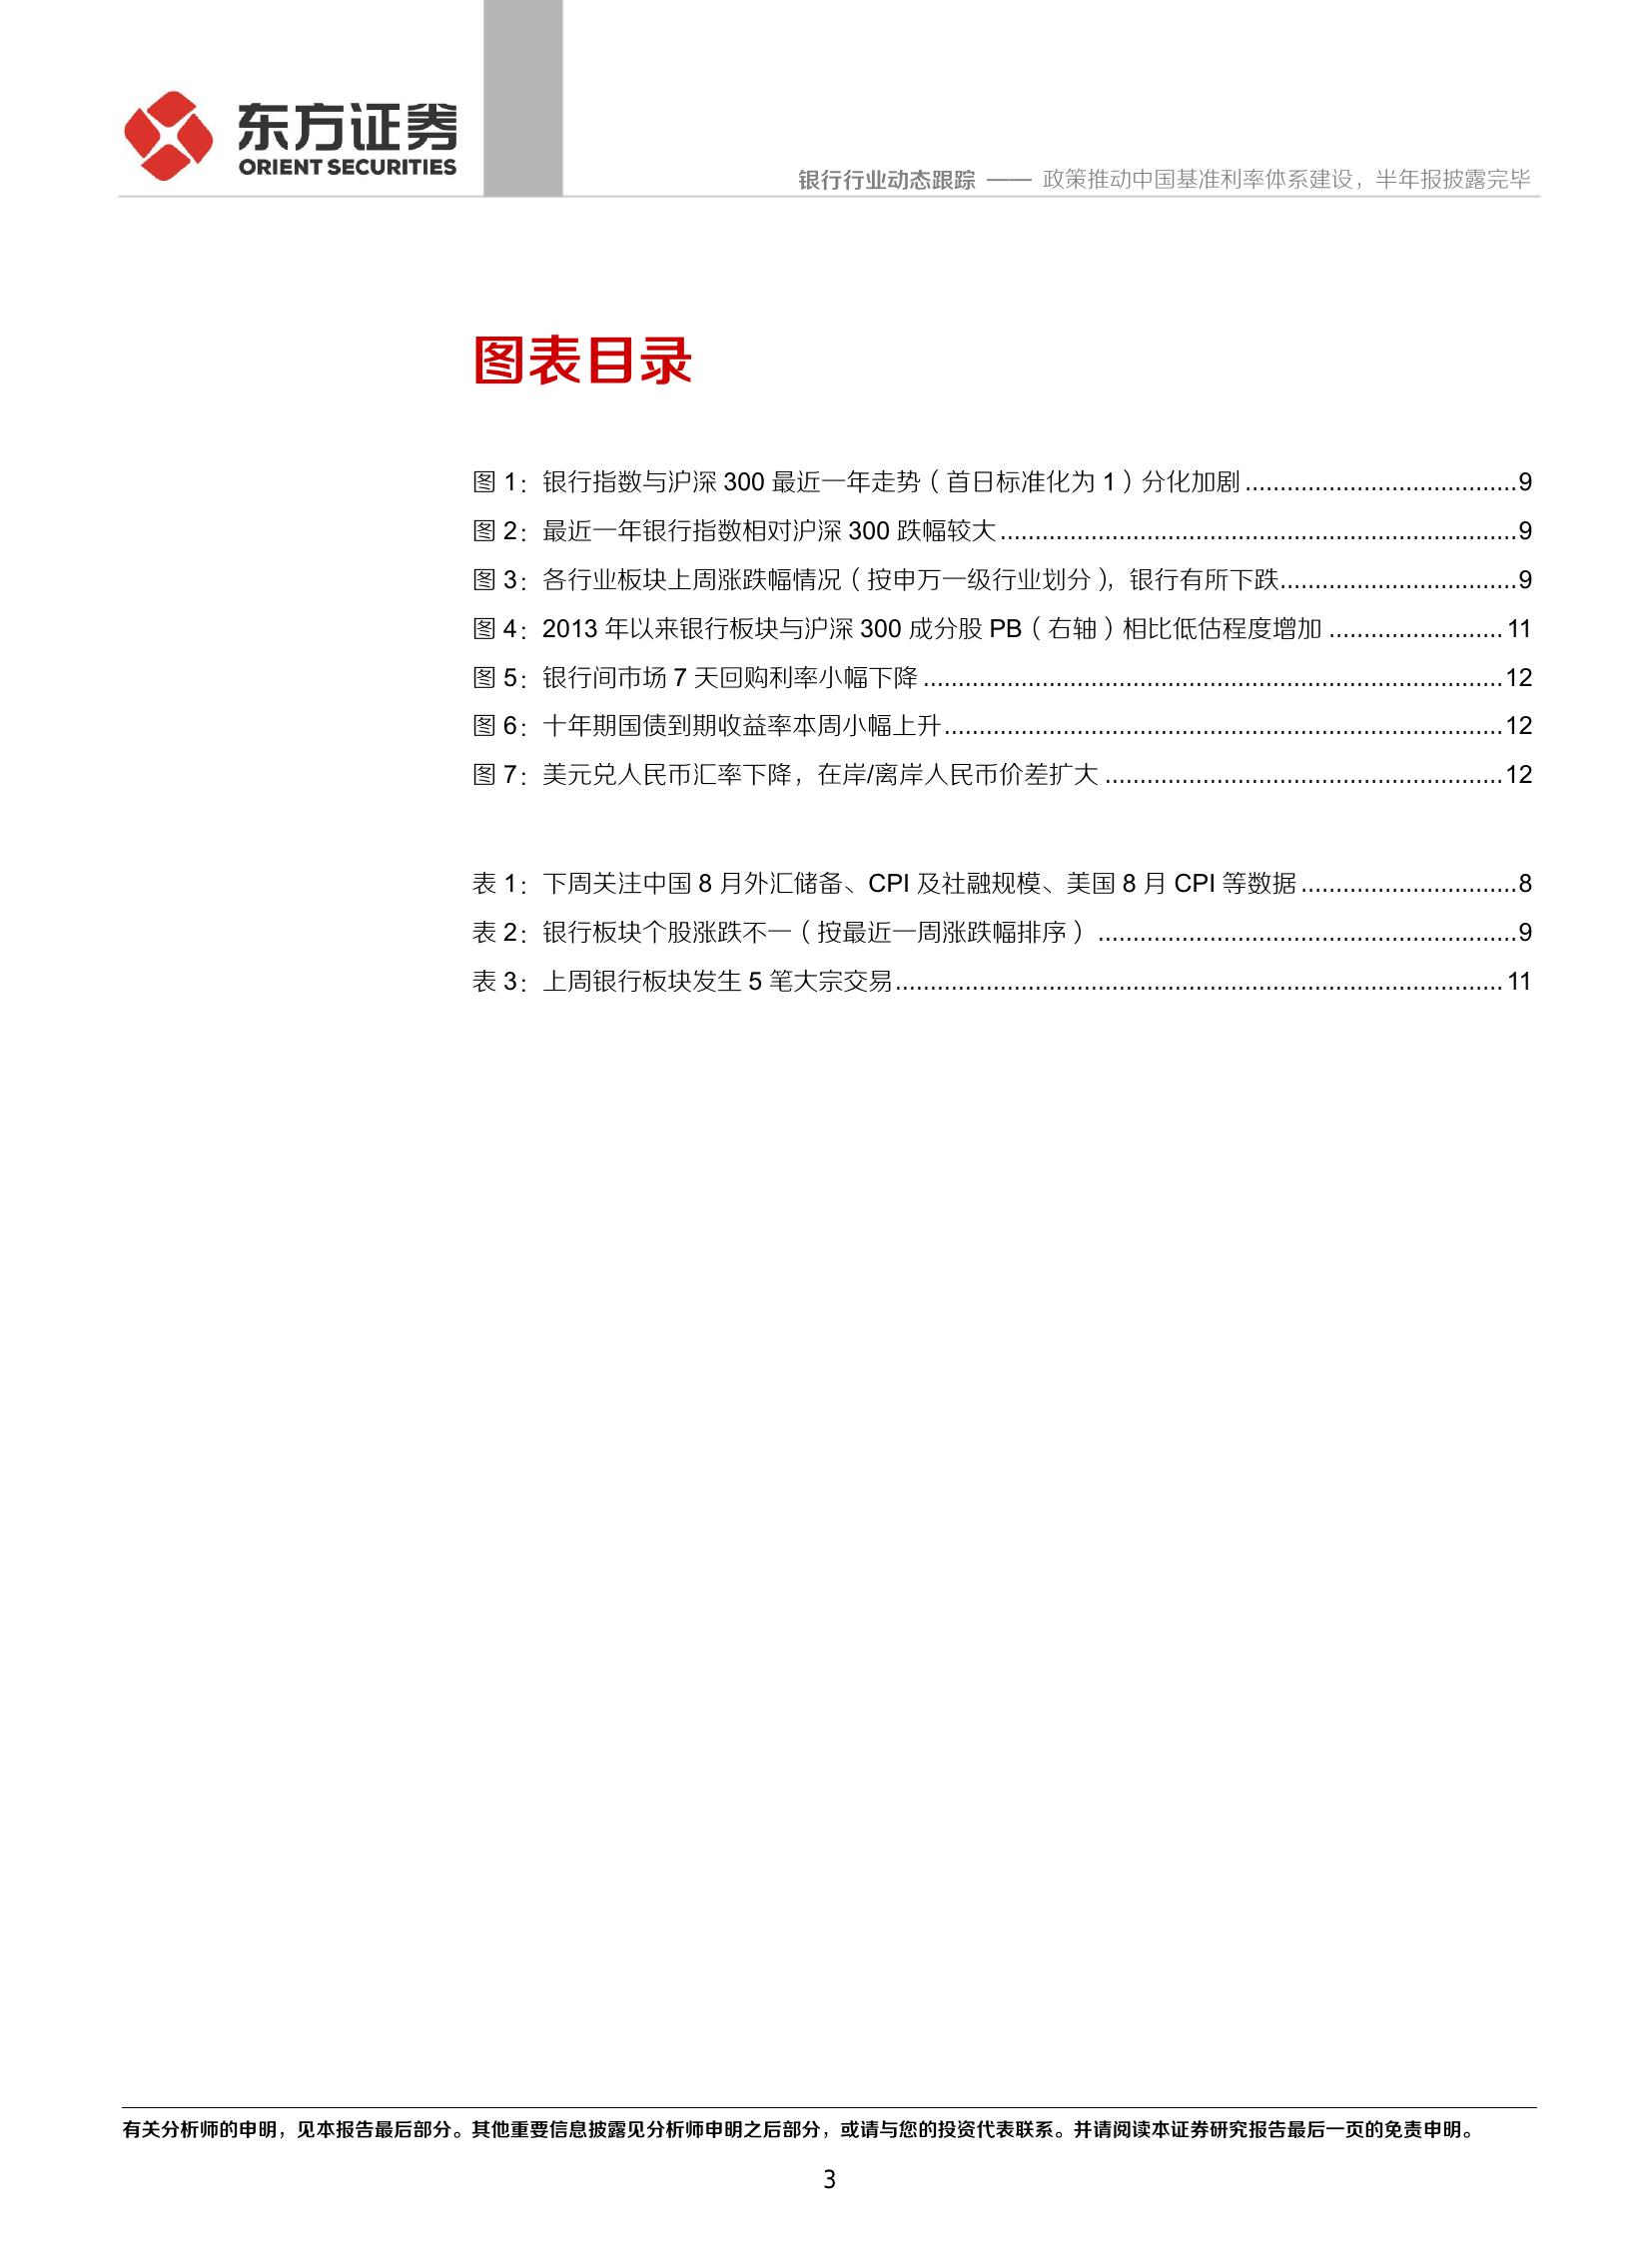 东方证券
ORIENT SECURITIES
银行行业动态跟踪 —— 政策推动中国基准利率体系建设，半年报披露完毕
图表目录
图 1：银行指数与沪深 300 最近一年走势（首日标准化为 1）分化加剧.......................................9
图 2：最近一年银行指数相对沪深 300 跌幅较大..........................................................................9
图 3：各行业板块上周涨跌幅情况（按申万一级行业划分），银行有所下跌..................................9
图 4：2013 年以来银行板块与沪深 300 成分股 PB（右轴）相比低估程度增加 .........................11
图 5：银行间市场 7 天回购利率小幅下降 ...................................................................................12
图 6：十年期国债到期收益率本周小幅上升................................................................................12
图 7：美元兑人民币汇率下降，在岸/离岸人民币价差扩大 .........................................................12
表 1：下周关注中国 8 月外汇储备、CPI 及社融规模、美国 8 月 CPI 等数据...............................8
表 2：银行板块个股涨跌不一（按最近一周涨跌幅排序）............................................................9
表 3：上周银行板块发生 5 笔大宗交易.......................................................................................11
有关分析师的申明，见本报告最后部分。其他重要信息披露见分析师申明之后部分，或请与您的投资代表联系。并请阅读本证券研究报告最后一页的免责申明。
3